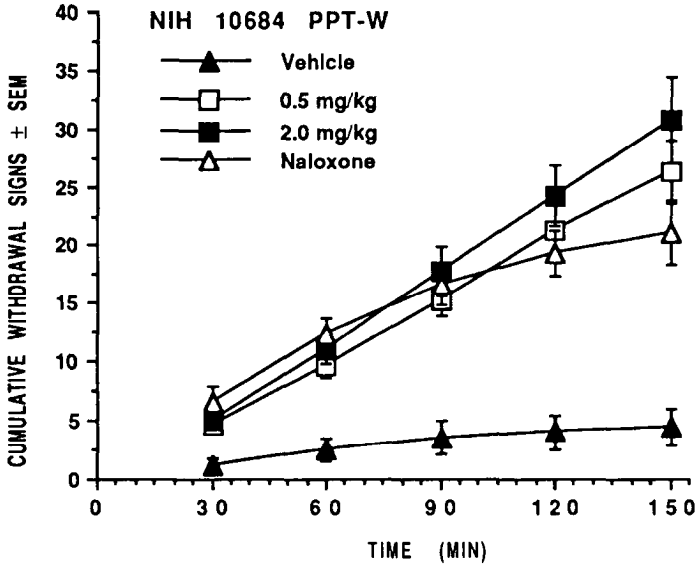 NIH 10684 PPT-W
Vehicle
0.5 mg/kg
2.0 mg/kg
Naloxone
CUMULATIVE WITHDRAWAL SIGNS ± SEM
40
35
30
25
20
15
10
5
0
0 30 60 90 120 150
TIME (MIN)